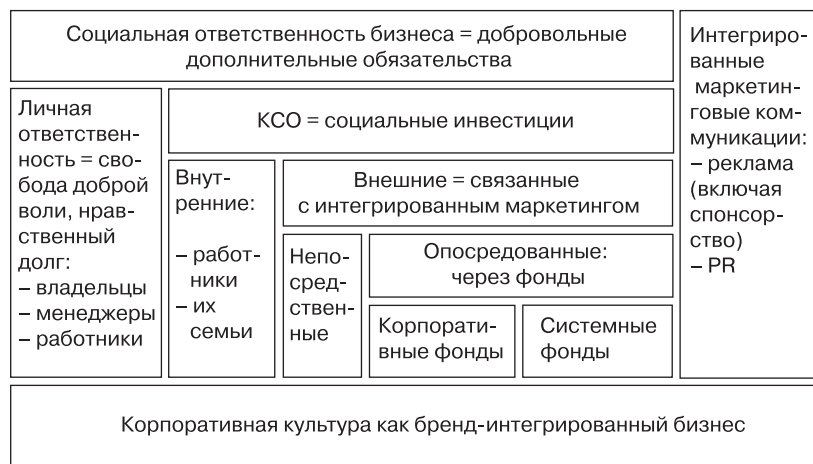 Социальная ответственность бизнеса = добровольные
дополнительные обязательства
Интегриро-
ванные
маркетин-
говые ком-
муникации:
– реклама
(включая
спонсор-
ство)
– PR
Личная
ответствен-
ность = сво-
бода доброй
воли, нрав-
ственный
долг:
– владельцы
– менеджеры
– работники
КСО = социальные инвестиции
Внут-
ренние:
– работ-
ники
– их
семьи
Внешние = связанные
с интегрированным маркетингом
Непо-
сред-
ствен-
ные
Опосредованные:
через фонды
Корпорати-
вные фонды
Системные
фонды
Корпоративная культура как бренд-интегрированный бизнес